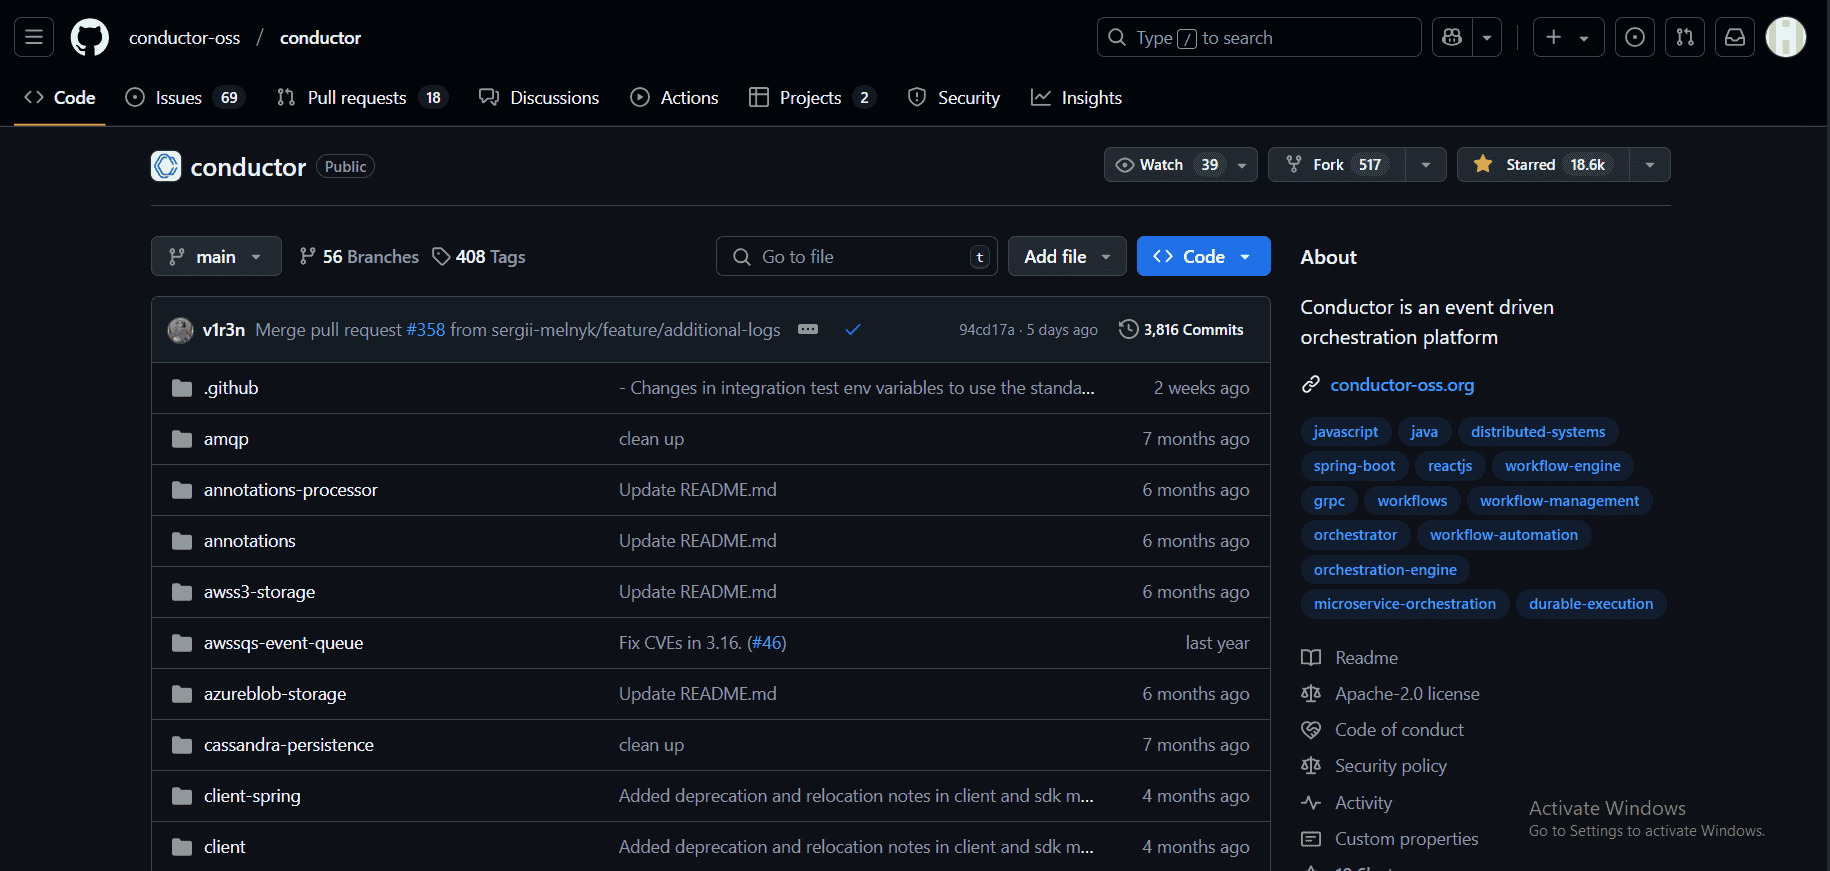 conductor-oss / conductor
Type / to search
Code
Issues 69
Pull requests 18
Discussions
Actions
Projects 2
Security
Insights
conductor Public
Watch 39
Fork 517
Starred 18.6k
main
56 Branches
408 Tags
Go to file t
Add file
Code
v1r3n Merge pull request #358 from sergii-melnyk/feature/additional-logs 94cd17a · 5 days ago 3,816 Commits
.github - Changes in integration test env variables to use the standa... 2 weeks ago
amqp clean up 7 months ago
annotations-processor Update README.md 6 months ago
annotations Update README.md 6 months ago
awss3-storage Update README.md 6 months ago
awssqs-event-queue Fix CVEs in 3.16. (#46) last year
azureblob-storage Update README.md 6 months ago
cassandra-persistence clean up 7 months ago
client-spring Added deprecation and relocation notes in client and sdk m... 4 months ago
client Added deprecation and relocation notes in client and sdk m... 4 months ago
About
Conductor is an event driven
orchestration platform
conductor-oss.org
javascript java distributed-systems
spring-boot reactjs workflow-engine
grpc workflows workflow-management
orchestrator workflow-automation
orchestration-engine
microservice-orchestration durable-execution
Readme
Apache-2.0 license
Code of conduct
Security policy
Activity
Custom properties
Activate Windows
Go to Settings to activate Windows.